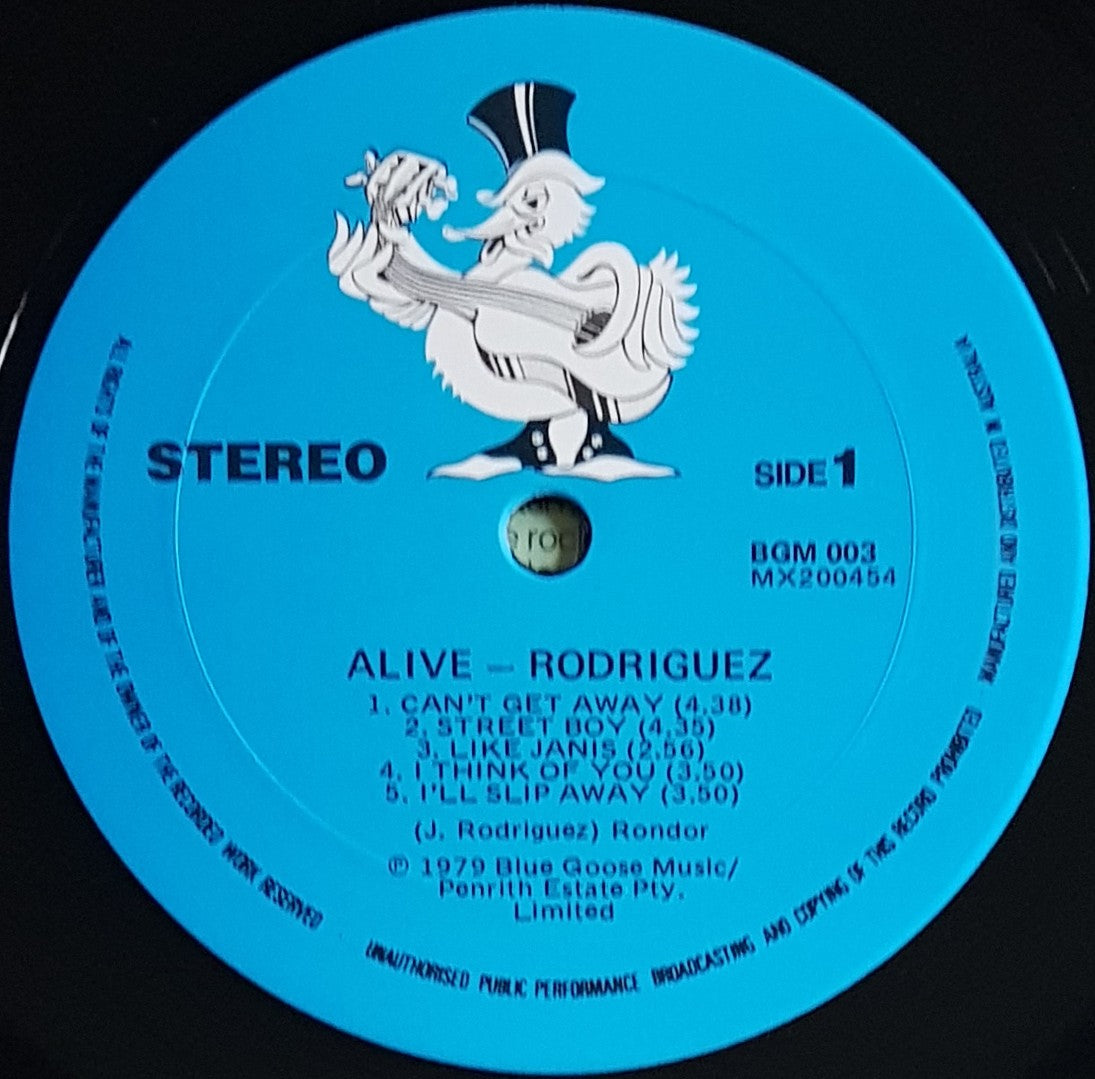 STEREO
SIDE 1
BGM 003
MX200454
ALIVE — RODRIGUEZ
1. CAN'T GET AWAY (4.38)
2. STREET BOY (4.35)
3. LIKE JANIS (2.56)
4. I THINK OF YOU (3.50)
5. I'LL SLIP AWAY (3.50)
(J. Rodriguez) Rondor
℗ 1979 Blue Goose Music/
Penrith Estate Pty.
Limited
ALL RIGHTS OF THE MANUFACTURER AND OF THE OWNER OF THE RECORDED WORK RESERVED
UNAUTHORISED PUBLIC PERFORMANCE BROADCASTING AND COPYING OF THIS RECORD PROHIBITED
MANUFACTURED AND DISTRIBUTED IN AUSTRALIA